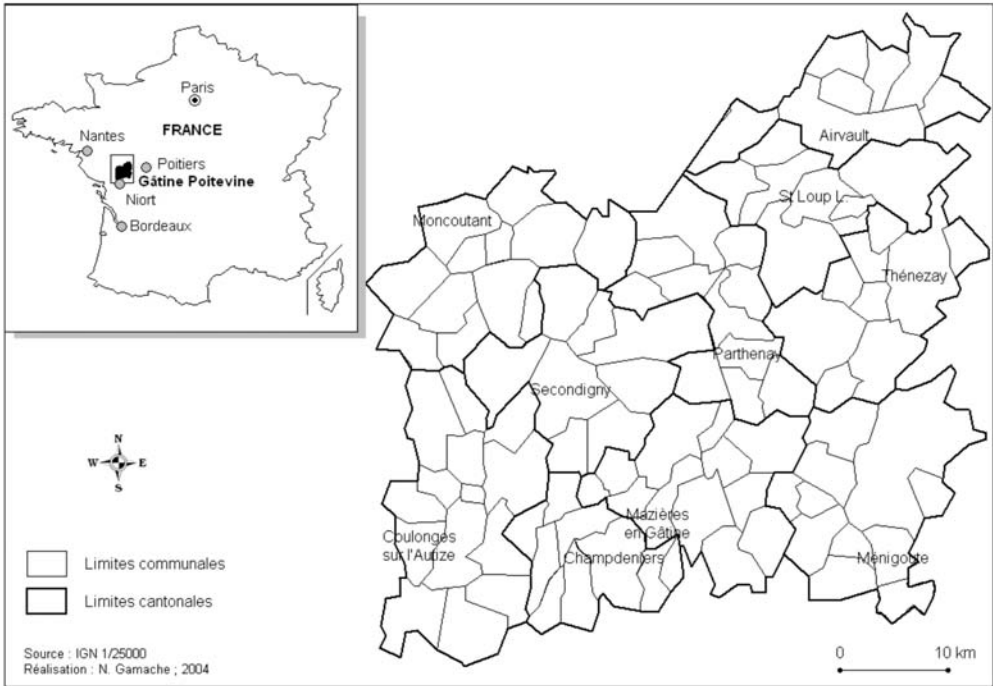 Paris
FRANCE
Nantes
Poitiers
Gâtine Poitevine
Niort
Bordeaux
Airvault
St Loup L.
Moncoutant
Thénezay
Parthenay
Secondigny
Mazières
en Gâtine
Coulonges
sur l'Autize
Champdeniers
Ménigoute
N
W E
S
Limites communales
Limites cantonales
Source : IGN 1/25000
Réalisation : N. Gamache ; 2004
0 10 km